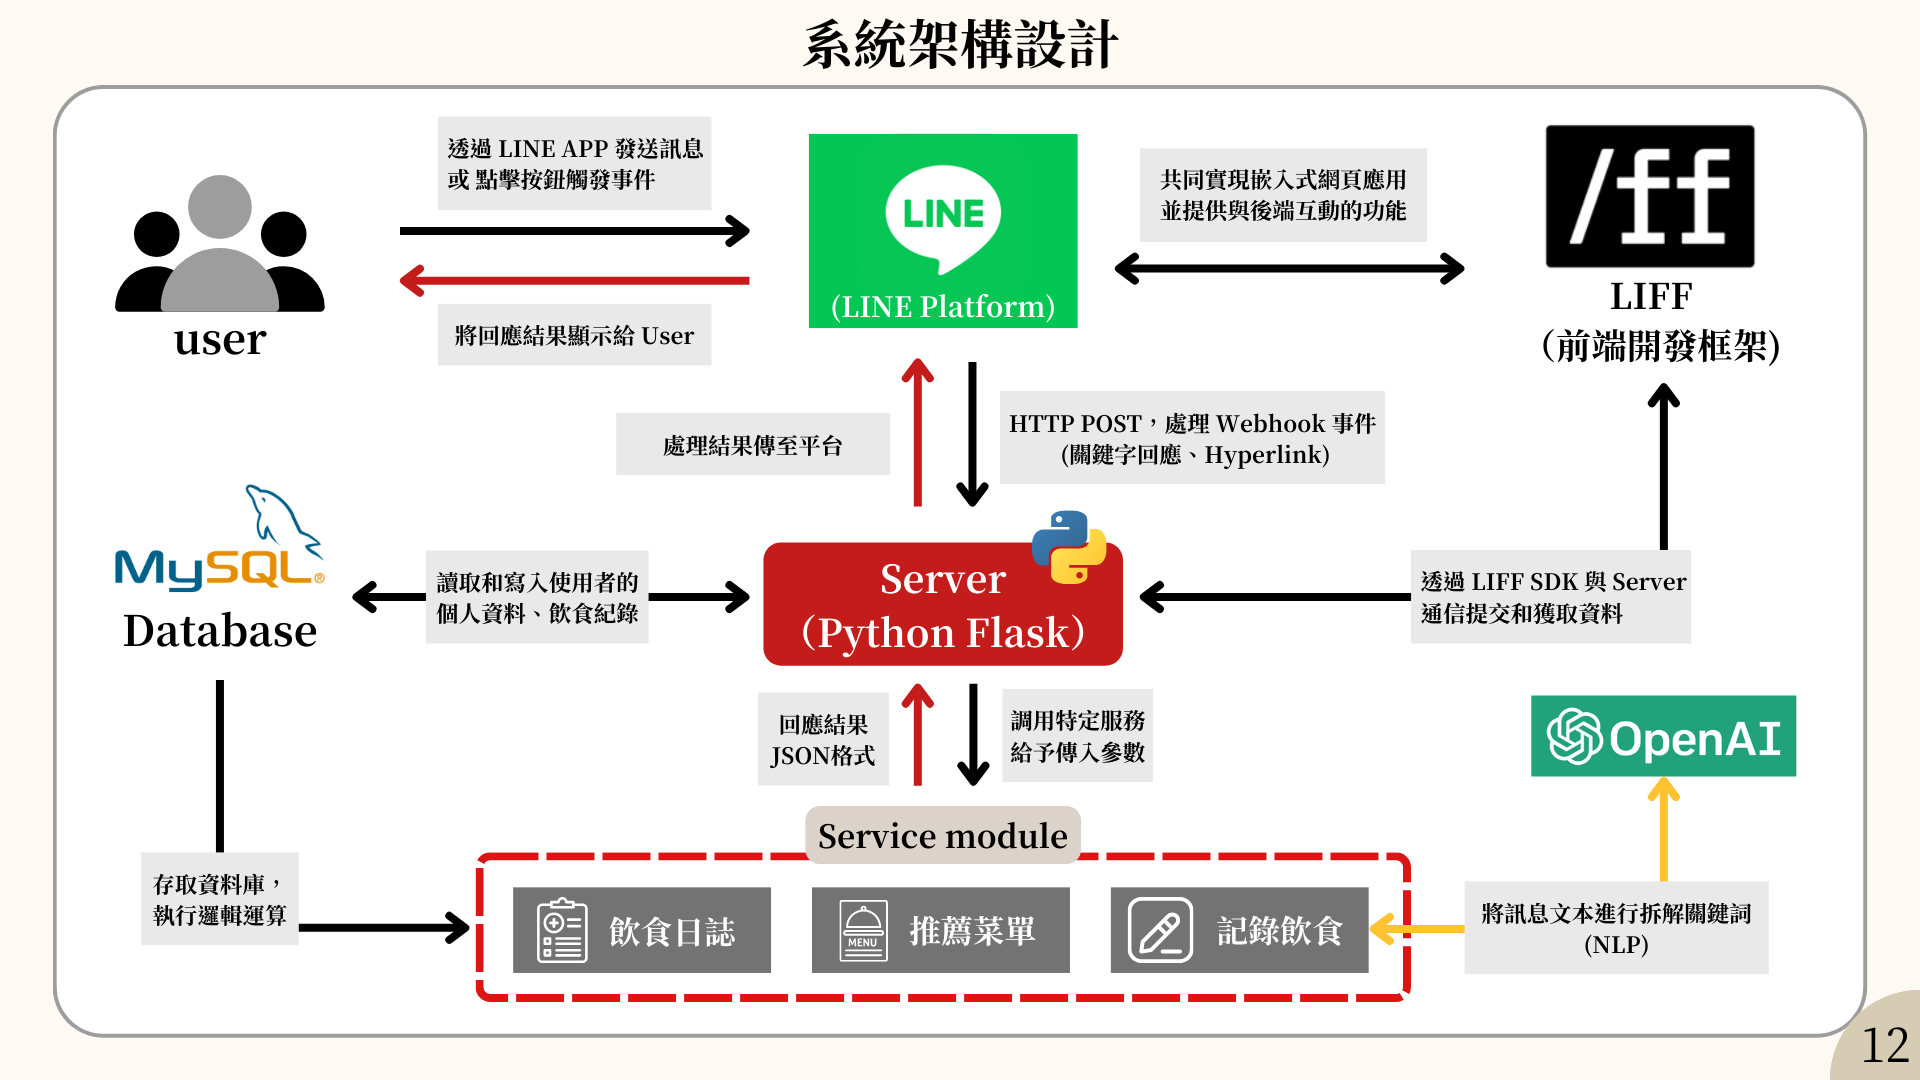 系統架構設計
透過 LINE APP 發送訊息
或 點擊按鈕觸發事件
user
將回應結果顯示給 User
LINE
(LINE Platform)
共同實現嵌入式網頁應用
並提供與後端互動的功能
/ff
LIFF
(前端開發框架)
處理結果傳至平台
HTTP POST，處理 Webhook 事件
(關鍵字回應、Hyperlink)
MySQL®
Database
讀取和寫入使用者的
個人資料、飲食紀錄
Server
(Python Flask)
透過 LIFF SDK 與 Server
通信提交和獲取資料
回應結果
JSON格式
調用特定服務
給予傳入參數
OpenAI
Service module
存取資料庫，
執行邏輯運算
飲食日誌
MENU
推薦菜單
記錄飲食
將訊息文本進行拆解關鍵詞
(NLP)
12